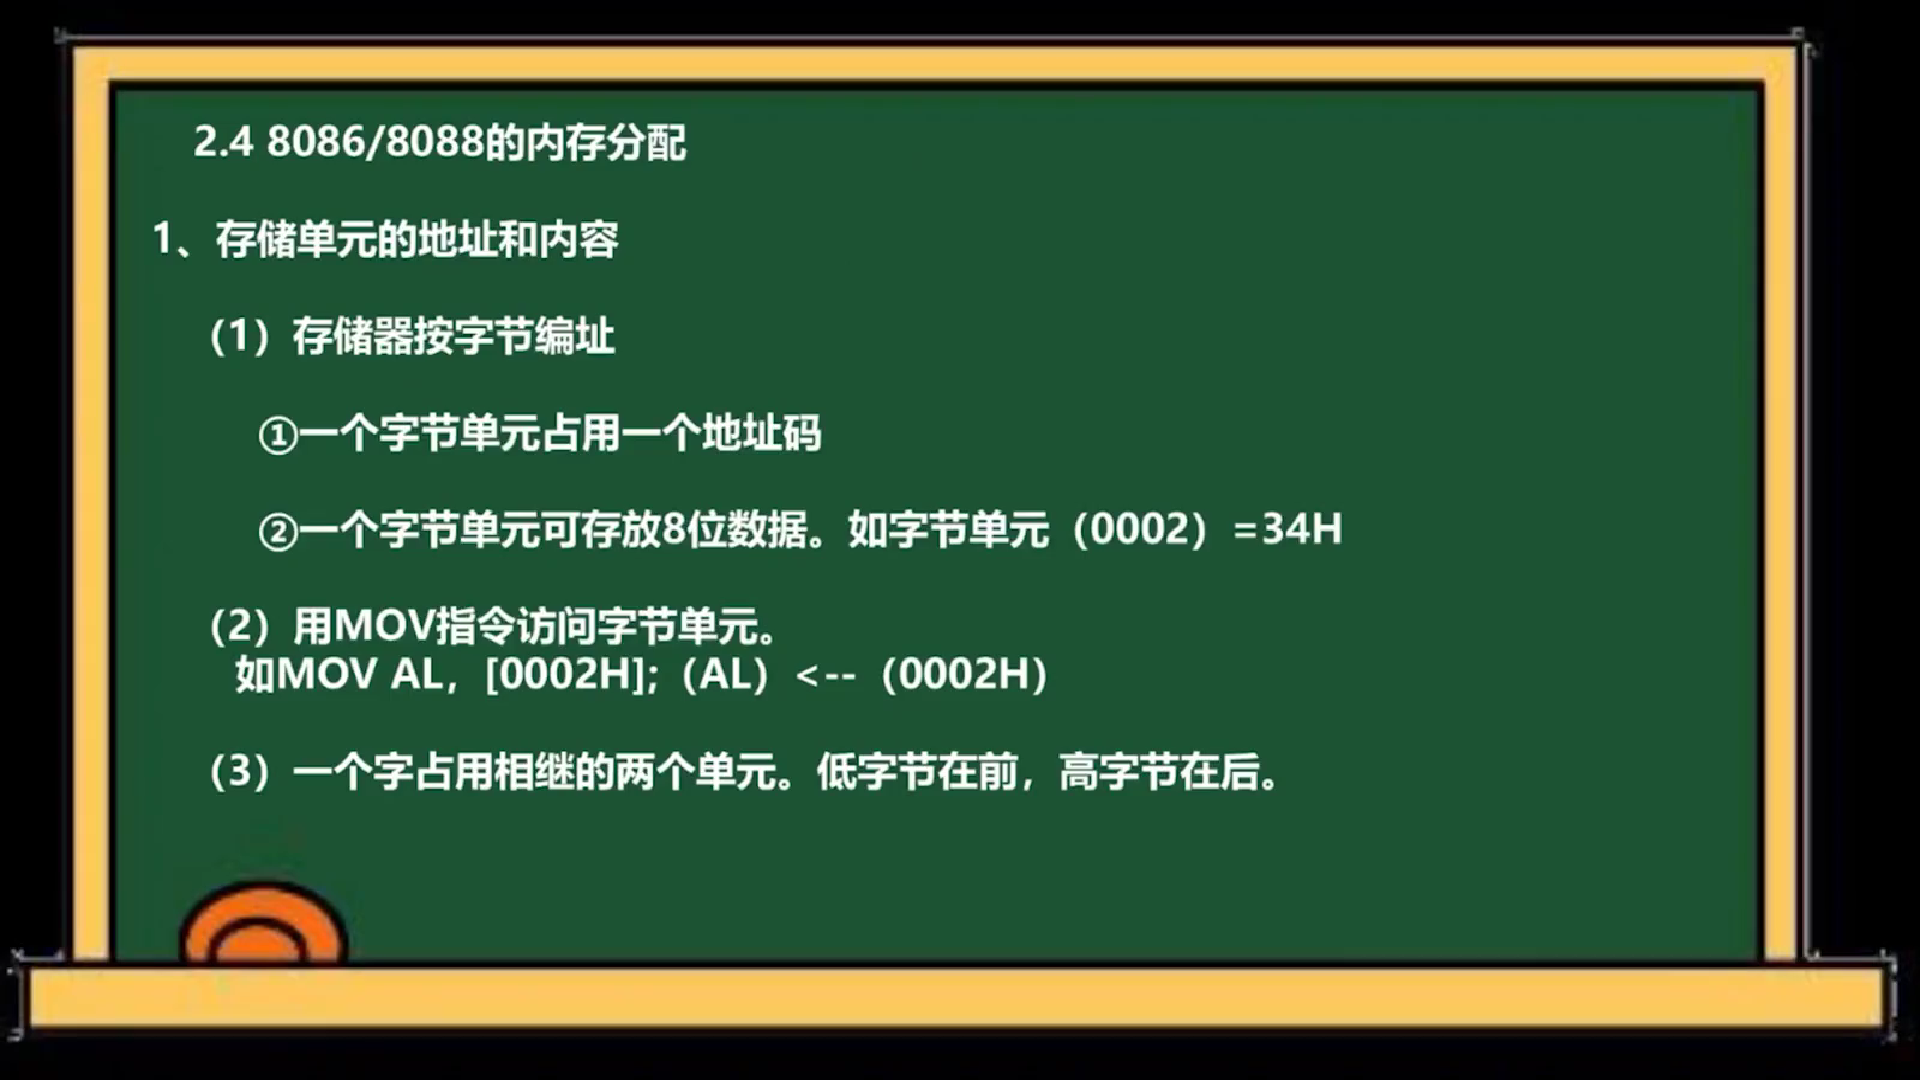 2.4 8086/8088的内存分配
1、存储单元的地址和内容
（1）存储器按字节编址
①一个字节单元占用一个地址码
②一个字节单元可存放8位数据。如字节单元（0002）=34H
（2）用MOV指令访问字节单元。
如MOV AL，[0002H];（AL）<--（0002H）
（3）一个字占用相继的两个单元。低字节在前，高字节在后。